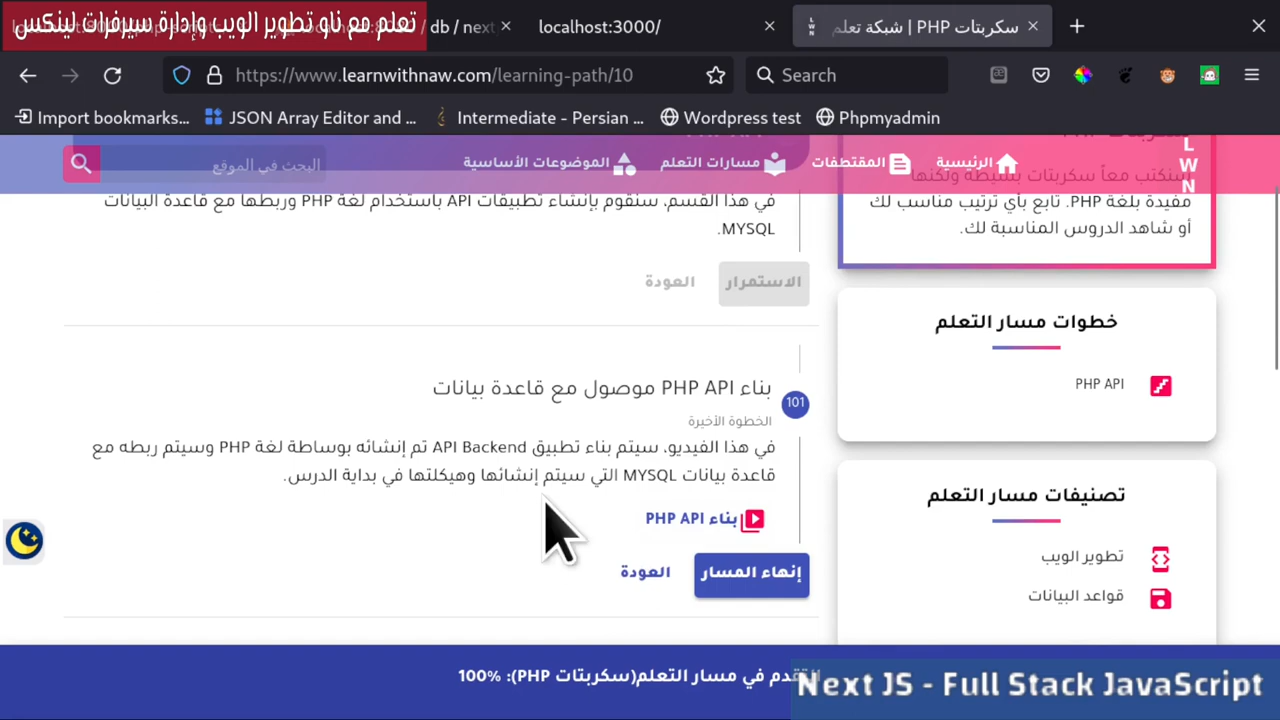 تعلم مع ناو تطوير الويب وإدارة سيرفرات لينكس
/ db / next
localhost:3000/
سكربتات PHP | شبكة تعلم
https://www.learnwithnaw.com/learning-path/10
Search
Import bookmarks...
JSON Array Editor and ...
Intermediate - Persian ...
Wordpress test
Phpmyadmin
LWN
الرئيسية
المقتطفات
مسارات التعلم
الموضوعات الأساسية
البحث في الموقع
سنكتب معاً سكربتات بسيطة ولكنها
مفيدة بلغة PHP. تابع بأي ترتيب مناسب لك
أو شاهد الدروس المناسبة لك.
في هذا القسم، سنقوم بإنشاء تطبيقات API باستخدام لغة PHP وربطها مع قاعدة البيانات
MYSQL.
الاستمرار
العودة
خطوات مسار التعلم
PHP API
بناء PHP API موصول مع قاعدة بيانات
101
الخطوة الأخيرة
في هذا الفيديو، سيتم بناء تطبيق API Backend تم إنشائه بوساطة لغة PHP وسيتم ربطه مع
قاعدة بيانات MYSQL التي سيتم إنشائها وهيكلتها في بداية الدرس.
بناء PHP API
إنهاء المسار
العودة
تصنيفات مسار التعلم
تطوير الويب
قواعد البيانات
التقدم في مسار التعلم(سكربتات PHP): 100%
Next JS - Full Stack JavaScript